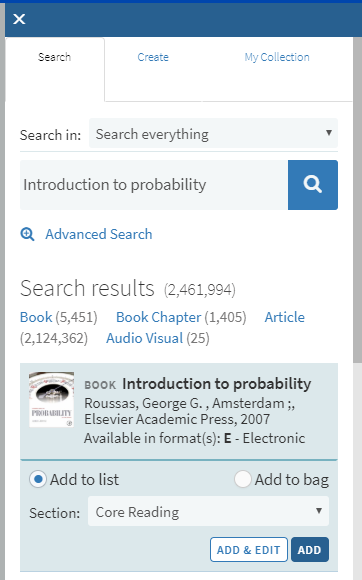 ×
Search Create My Collection
Search in: Search everything
Introduction to probability
Advanced Search
Search results (2,461,994)
Book (5,451) Book Chapter (1,405) Article
(2,124,362) Audio Visual (25)
PROBABILITY
BOOK Introduction to probability
Roussas, George G. , Amsterdam ;,
Elsevier Academic Press, 2007
Available in format(s): E - Electronic
Add to list Add to bag
Section: Core Reading
ADD & EDIT ADD